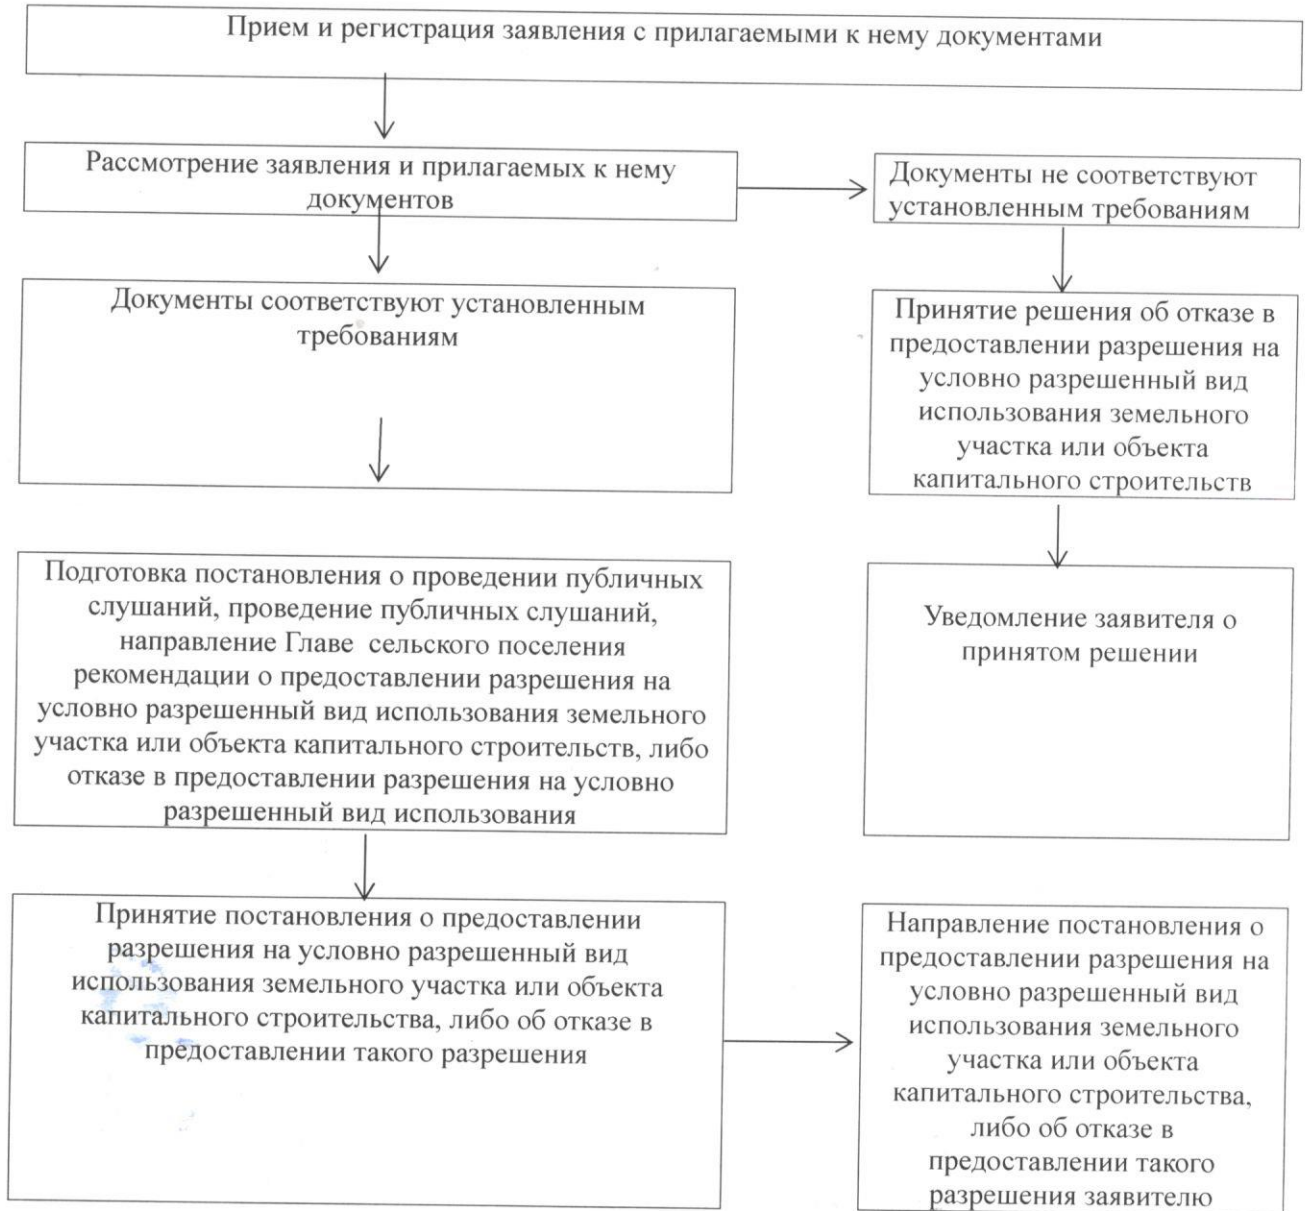 Прием и регистрация заявления с прилагаемыми к нему документами
Рассмотрение заявления и прилагаемых к нему
документов
Документы не соответствуют
установленным требованиям
Документы соответствуют установленным
требованиям
Принятие решения об отказе в
предоставлении разрешения на
условно разрешенный вид
использования земельного
участка или объекта
капитального строительств
Подготовка постановления о проведении публичных
слушаний, проведение публичных слушаний,
направление Главе сельского поселения
рекомендации о предоставлении разрешения на
условно разрешенный вид использования земельного
участка или объекта капитального строительств, либо
отказе в предоставлении разрешения на условно
разрешенный вид использования
Уведомление заявителя о
принятом решении
Принятие постановления о предоставлении
разрешения на условно разрешенный вид
использования земельного участка или объекта
капитального строительства, либо об отказе в
предоставлении такого разрешения
Направление постановления о
предоставлении разрешения на
условно разрешенный вид
использования земельного
участка или объекта
капитального строительства,
либо об отказе в
предоставлении такого
разрешения заявителю